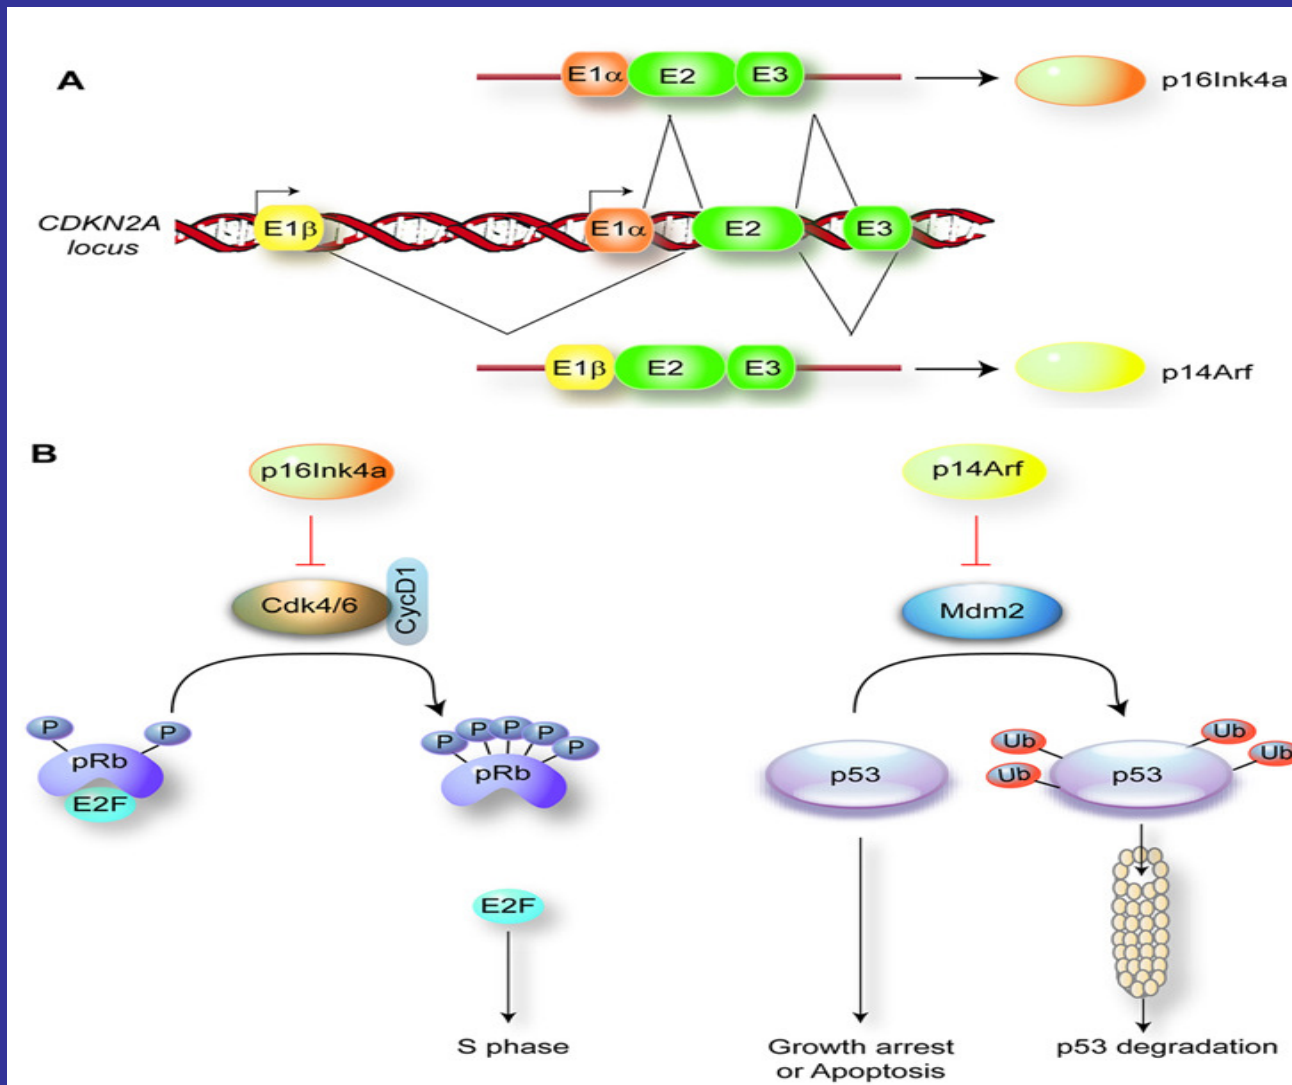 A
E1α E2 E3
p16Ink4a
CDKN2A
locus
E1β E1α E2 E3
E1β E2 E3
p14Arf
B
p16Ink4a
p14Arf
Cdk4/6
CycD1
Mdm2
P P
pRb
E2F
P P P P P
pRb
p53
Ub Ub Ub Ub
p53
E2F
S phase
Growth arrest
or Apoptosis
p53 degradation